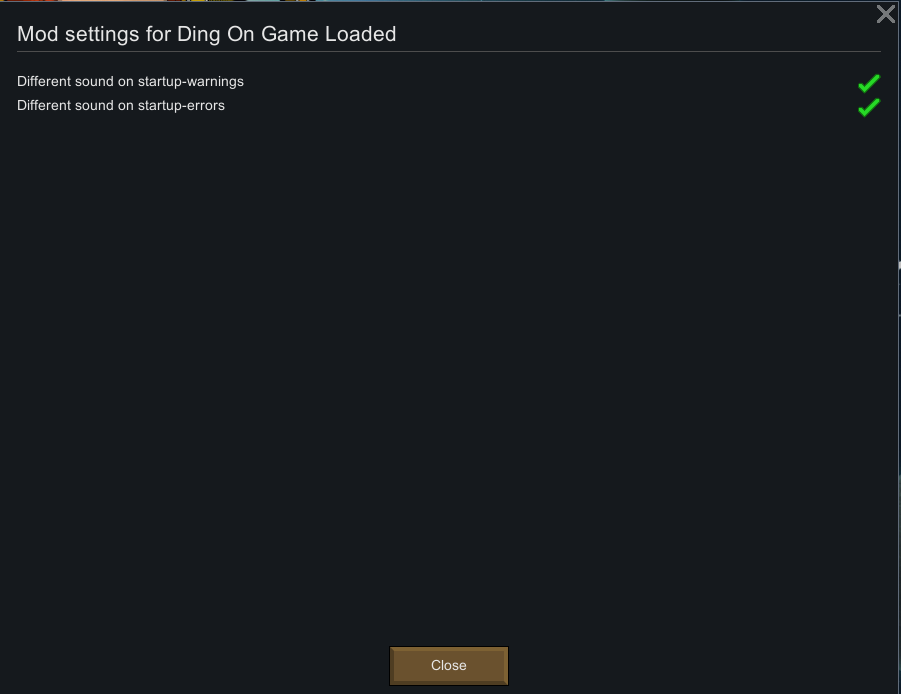 Mod settings for Ding On Game Loaded
Different sound on startup-warnings
Different sound on startup-errors
Close